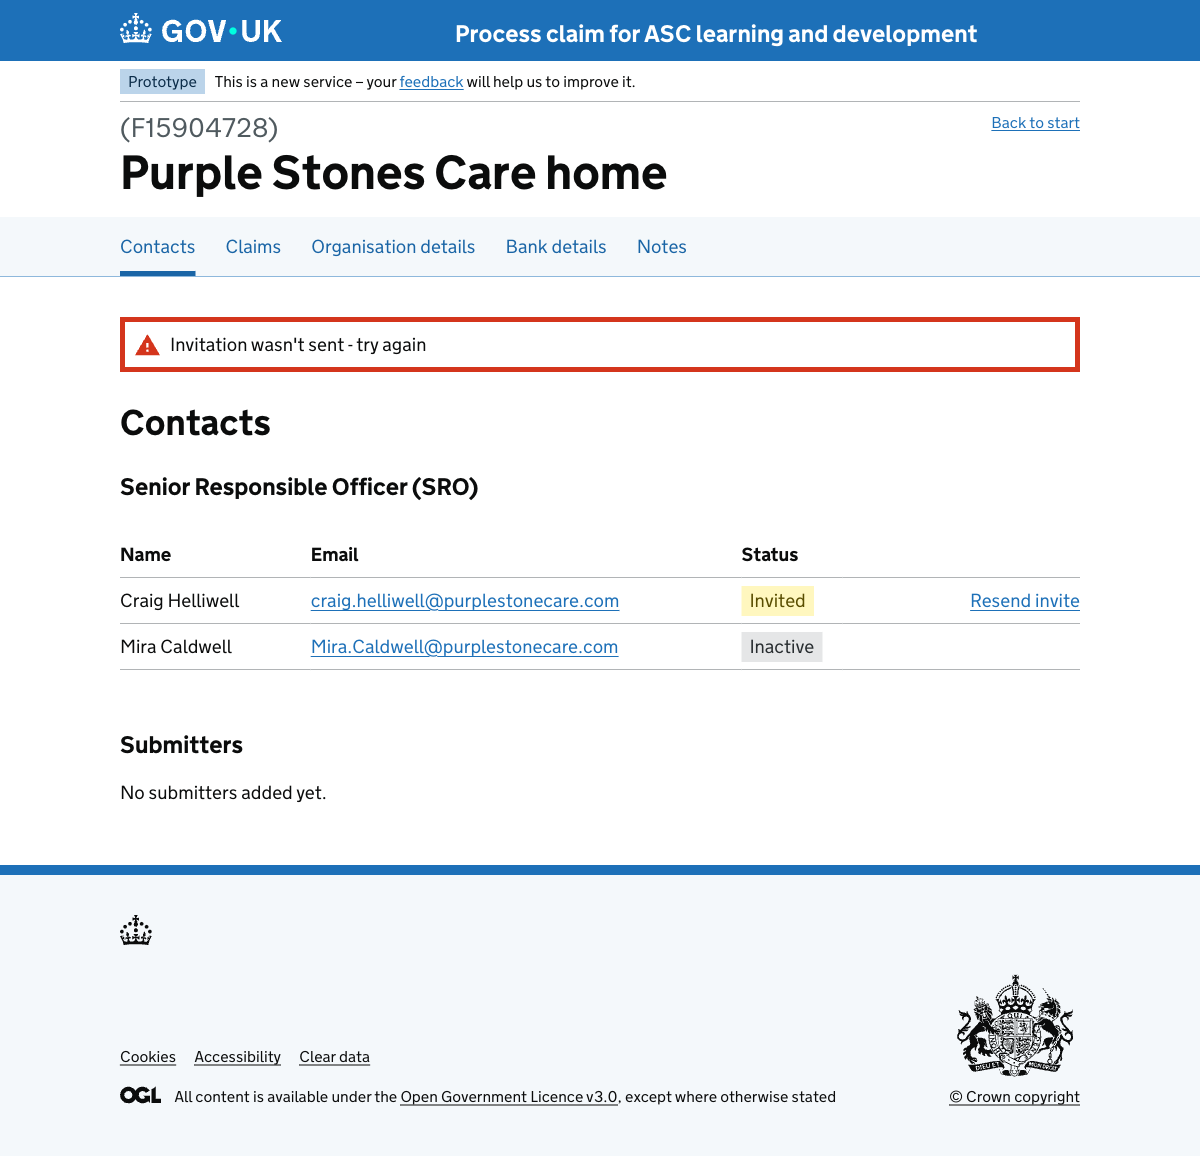 GOV·UK
Process claim for ASC learning and development
Prototype This is a new service – your feedback will help us to improve it.
(F15904728)
Back to start
Purple Stones Care home
Contacts Claims Organisation details Bank details Notes
Invitation wasn't sent - try again
Contacts
Senior Responsible Officer (SRO)
Name Email Status
Craig Helliwell craig.helliwell@purplestonecare.com Invited Resend invite
Mira Caldwell Mira.Caldwell@purplestonecare.com Inactive
Submitters
No submitters added yet.
Cookies Accessibility Clear data
OGL All content is available under the Open Government Licence v3.0, except where otherwise stated
© Crown copyright